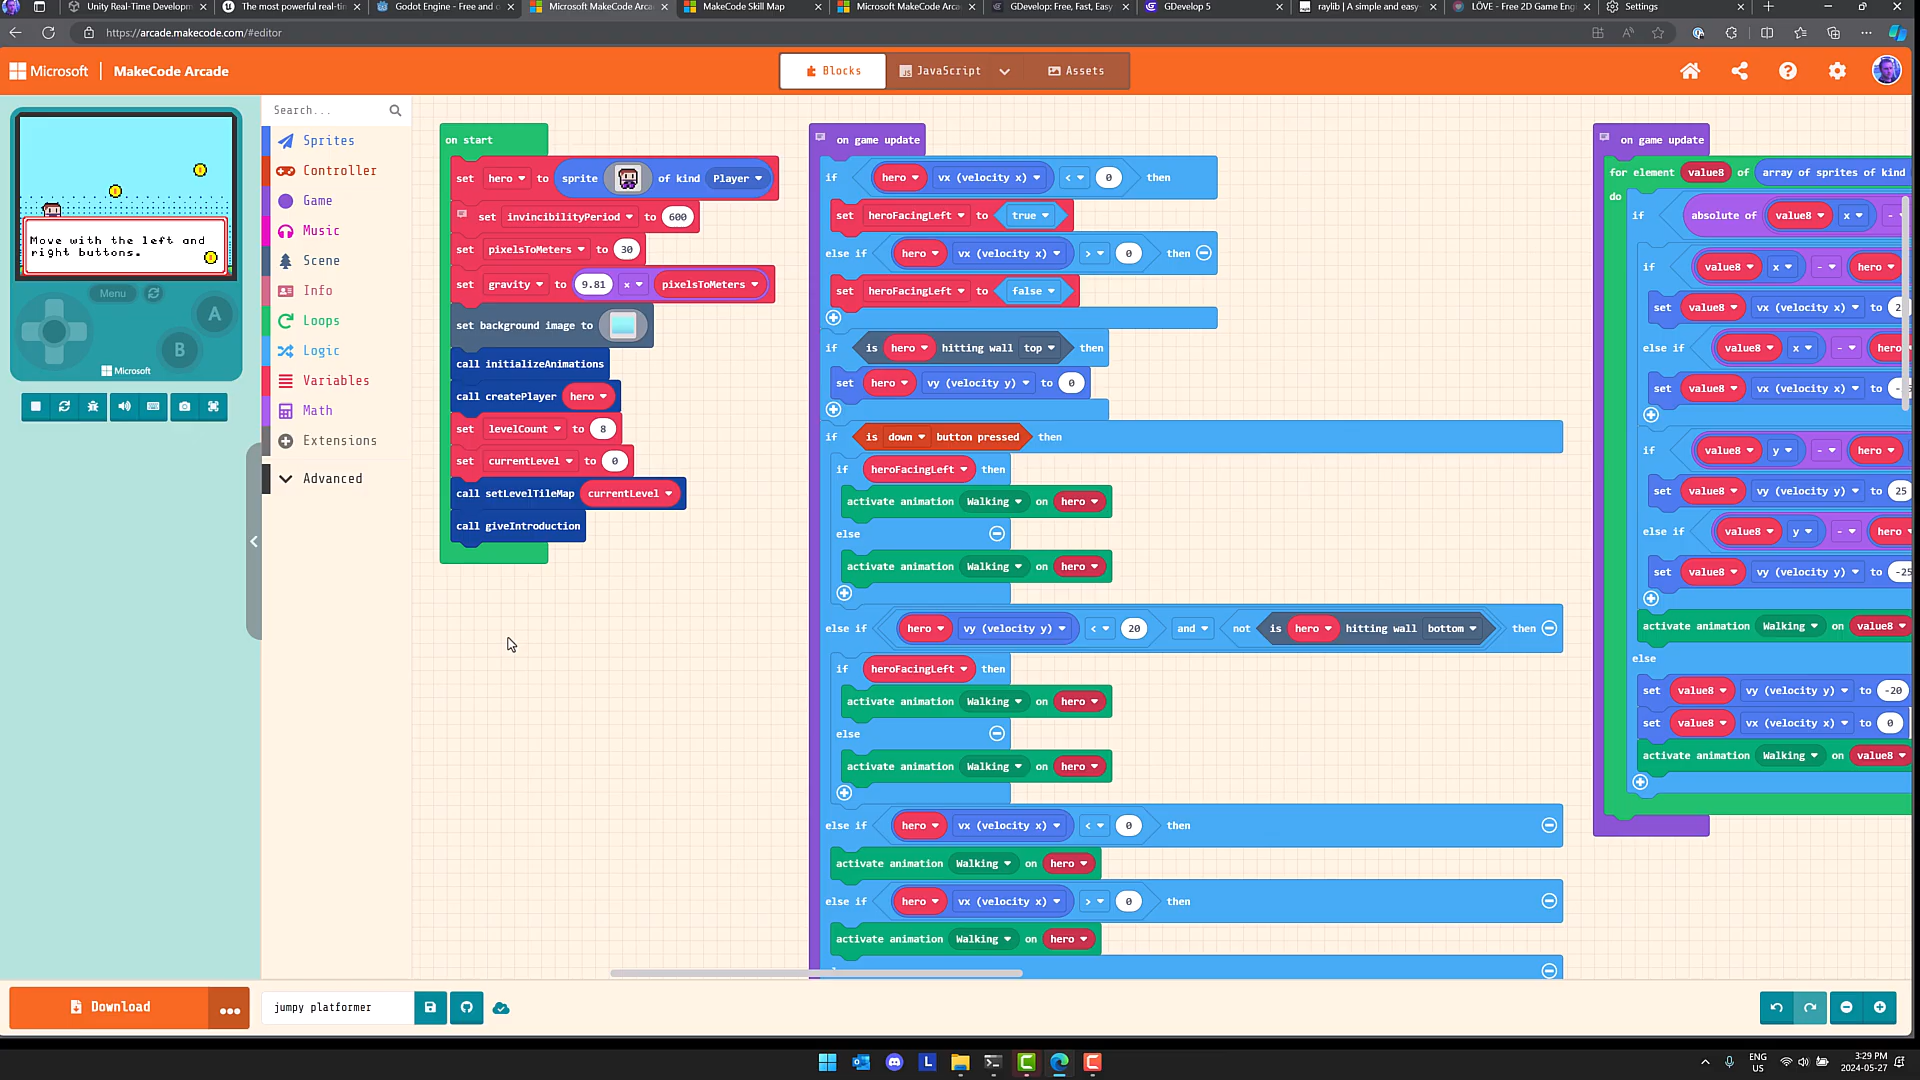 Unity Real-Time Developm
The most powerful real-tim
Godot Engine - Free and o
Microsoft MakeCode Arca
MakeCode Skill Map
Microsoft MakeCode Arca
GDevelop: Free, Fast, Easy
GDevelop 5
raylib | A simple and easy-
LÖVE - Free 2D Game Eng
Settings
https://arcade.makecode.com/#editor
Microsoft
MakeCode Arcade
Blocks
JavaScript
Assets
Search...
Sprites
Controller
Game
Music
Scene
Info
Loops
Logic
Variables
Math
Extensions
Advanced
Move with the left and
right buttons.
Menu
A
B
Microsoft
on start
set hero to sprite of kind Player
set invincibilityPeriod to 600
set pixelsToMeters to 30
set gravity to 9.81 x pixelsToMeters
set background image to
call initializeAnimations
call createPlayer hero
set levelCount to 8
set currentLevel to 0
call setLevelTileMap currentLevel
call giveIntroduction
on game update
if hero vx (velocity x) < 0 then
set heroFacingLeft to true
else if hero vx (velocity x) > 0 then
set heroFacingLeft to false
if is hero hitting wall top then
set hero vy (velocity y) to 0
if is down button pressed then
if heroFacingLeft then
activate animation Walking on hero
else
activate animation Walking on hero
else if hero vy (velocity y) < 20 and not is hero hitting wall bottom then
if heroFacingLeft then
activate animation Walking on hero
else
activate animation Walking on hero
else if hero vx (velocity x) < 0 then
activate animation Walking on hero
else if hero vx (velocity x) > 0 then
activate animation Walking on hero
on game update
for element value8 of array of sprites of kind
do
if absolute of value8 x -
if value8 x - hero
set value8 vx (velocity x) to 2
else if value8 x - hero
set value8 vx (velocity x) to -
if value8 y - hero
set value8 vy (velocity y) to 25
else if value8 y - hero
set value8 vy (velocity y) to -25
activate animation Walking on value8
else
set value8 vy (velocity y) to -20
set value8 vx (velocity x) to 0
activate animation Walking on value8
Download
jumpy platformer
ENG
US
3:29 PM
2024-05-27